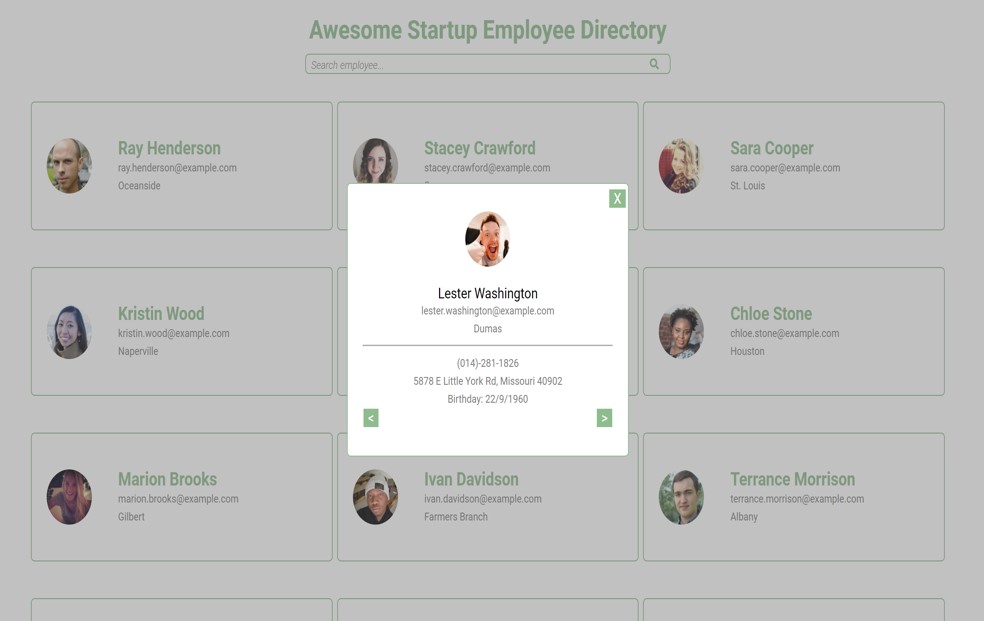 Awesome Startup Employee Directory
Search employee...
Ray Henderson
ray.henderson@example.com
Oceanside
Stacey Crawford
stacey.crawford@example.com
Sara Cooper
sara.cooper@example.com
St. Louis
X
Lester Washington
lester.washington@example.com
Dumas
(014)-281-1826
5878 E Little York Rd, Missouri 40902
Birthday: 22/9/1960
< >
Kristin Wood
kristin.wood@example.com
Naperville
Chloe Stone
chloe.stone@example.com
Houston
Marion Brooks
marion.brooks@example.com
Gilbert
Ivan Davidson
ivan.davidson@example.com
Farmers Branch
Terrance Morrison
terrance.morrison@example.com
Albany